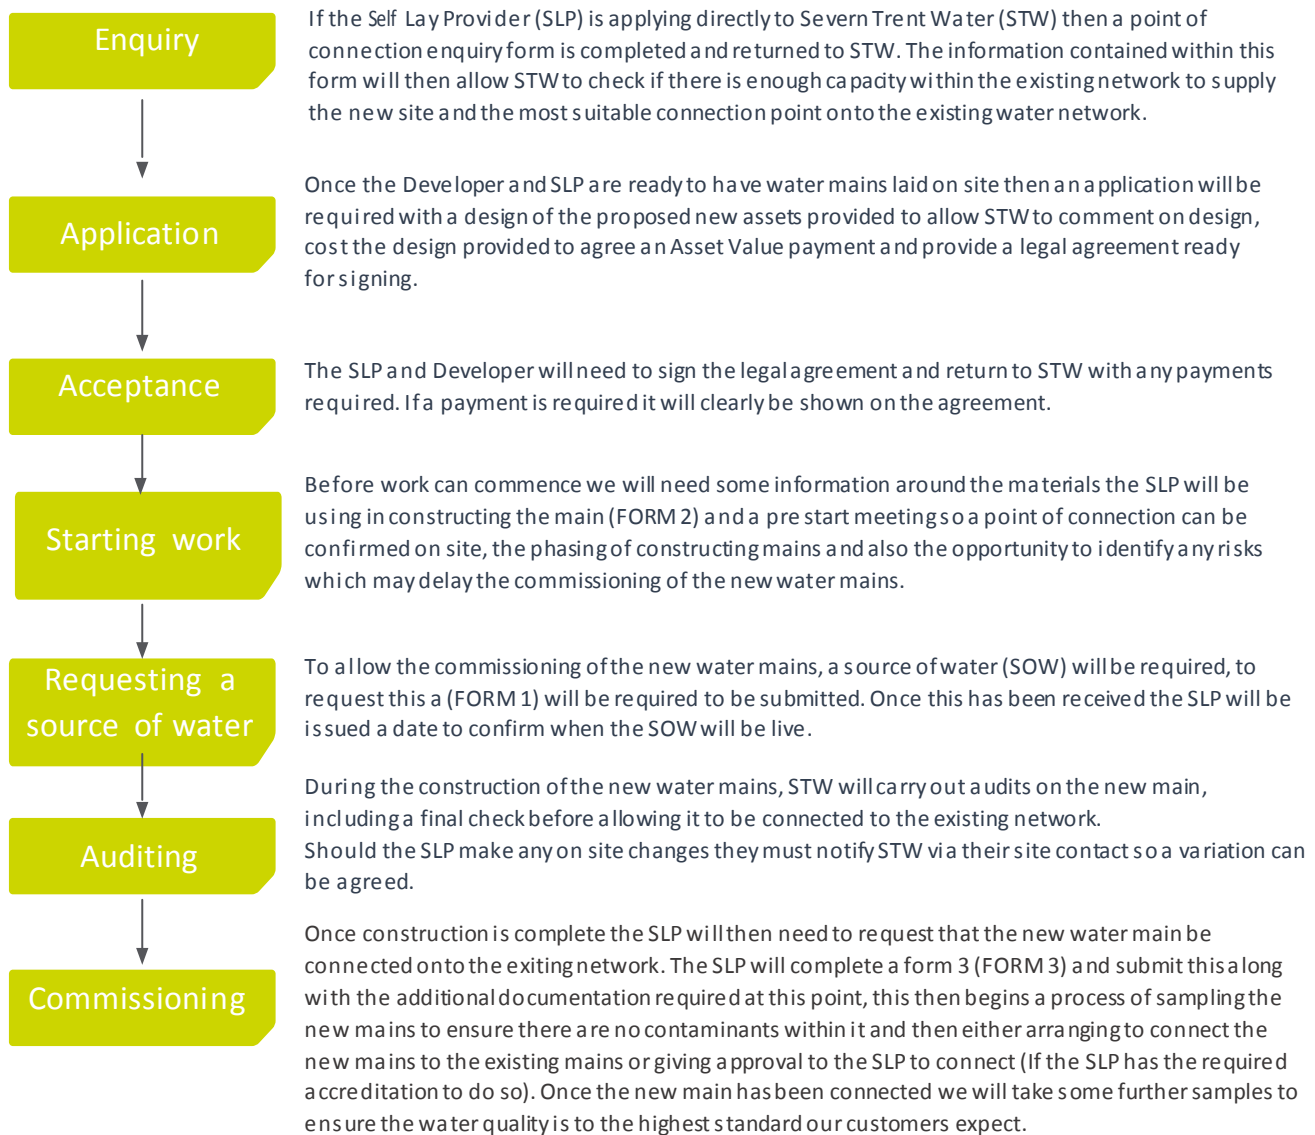 Enquiry
If the Self Lay Provider (SLP) is applying directly to Severn Trent Water (STW) then a point of
connection enquiry form is completed and returned to STW. The information contained within this
form will then allow STW to check if there is enough capacity within the existing network to supply
the new site and the most suitable connection point onto the existing water network.
Application
Once the Developer and SLP are ready to have water mains laid on site then an application will be
required with a design of the proposed new assets provided to allow STW to comment on design,
cost the design provided to agree an Asset Value payment and provide a legal agreement ready
for signing.
Acceptance
The SLP and Developer will need to sign the legal agreement and return to STW with any payments
required. If a payment is required it will clearly be shown on the agreement.
Starting work
Before work can commence we will need some information around the materials the SLP will be
using in constructing the main (FORM 2) and a pre start meeting so a point of connection can be
confirmed on site, the phasing of constructing mains and also the opportunity to identify any risks
which may delay the commissioning of the new water mains.
Requesting a
source of water
To allow the commissioning of the new water mains, a source of water (SOW) will be required, to
request this a (FORM 1) will be required to be submitted. Once this has been received the SLP will be
issued a date to confirm when the SOW will be live.
Auditing
During the construction of the new water mains, STW will carry out audits on the new main,
including a final check before allowing it to be connected to the existing network.
Should the SLP make any on site changes they must notify STW via their site contact so a variation can
be agreed.
Commissioning
Once construction is complete the SLP will then need to request that the new water main be
connected onto the exiting network. The SLP will complete a form 3 (FORM 3) and submit this along
with the additional documentation required at this point, this then begins a process of sampling the
new mains to ensure there are no contaminants within it and then either arranging to connect the
new mains to the existing mains or giving approval to the SLP to connect (If the SLP has the required
accreditation to do so). Once the new main has been connected we will take some further samples to
ensure the water quality is to the highest standard our customers expect.